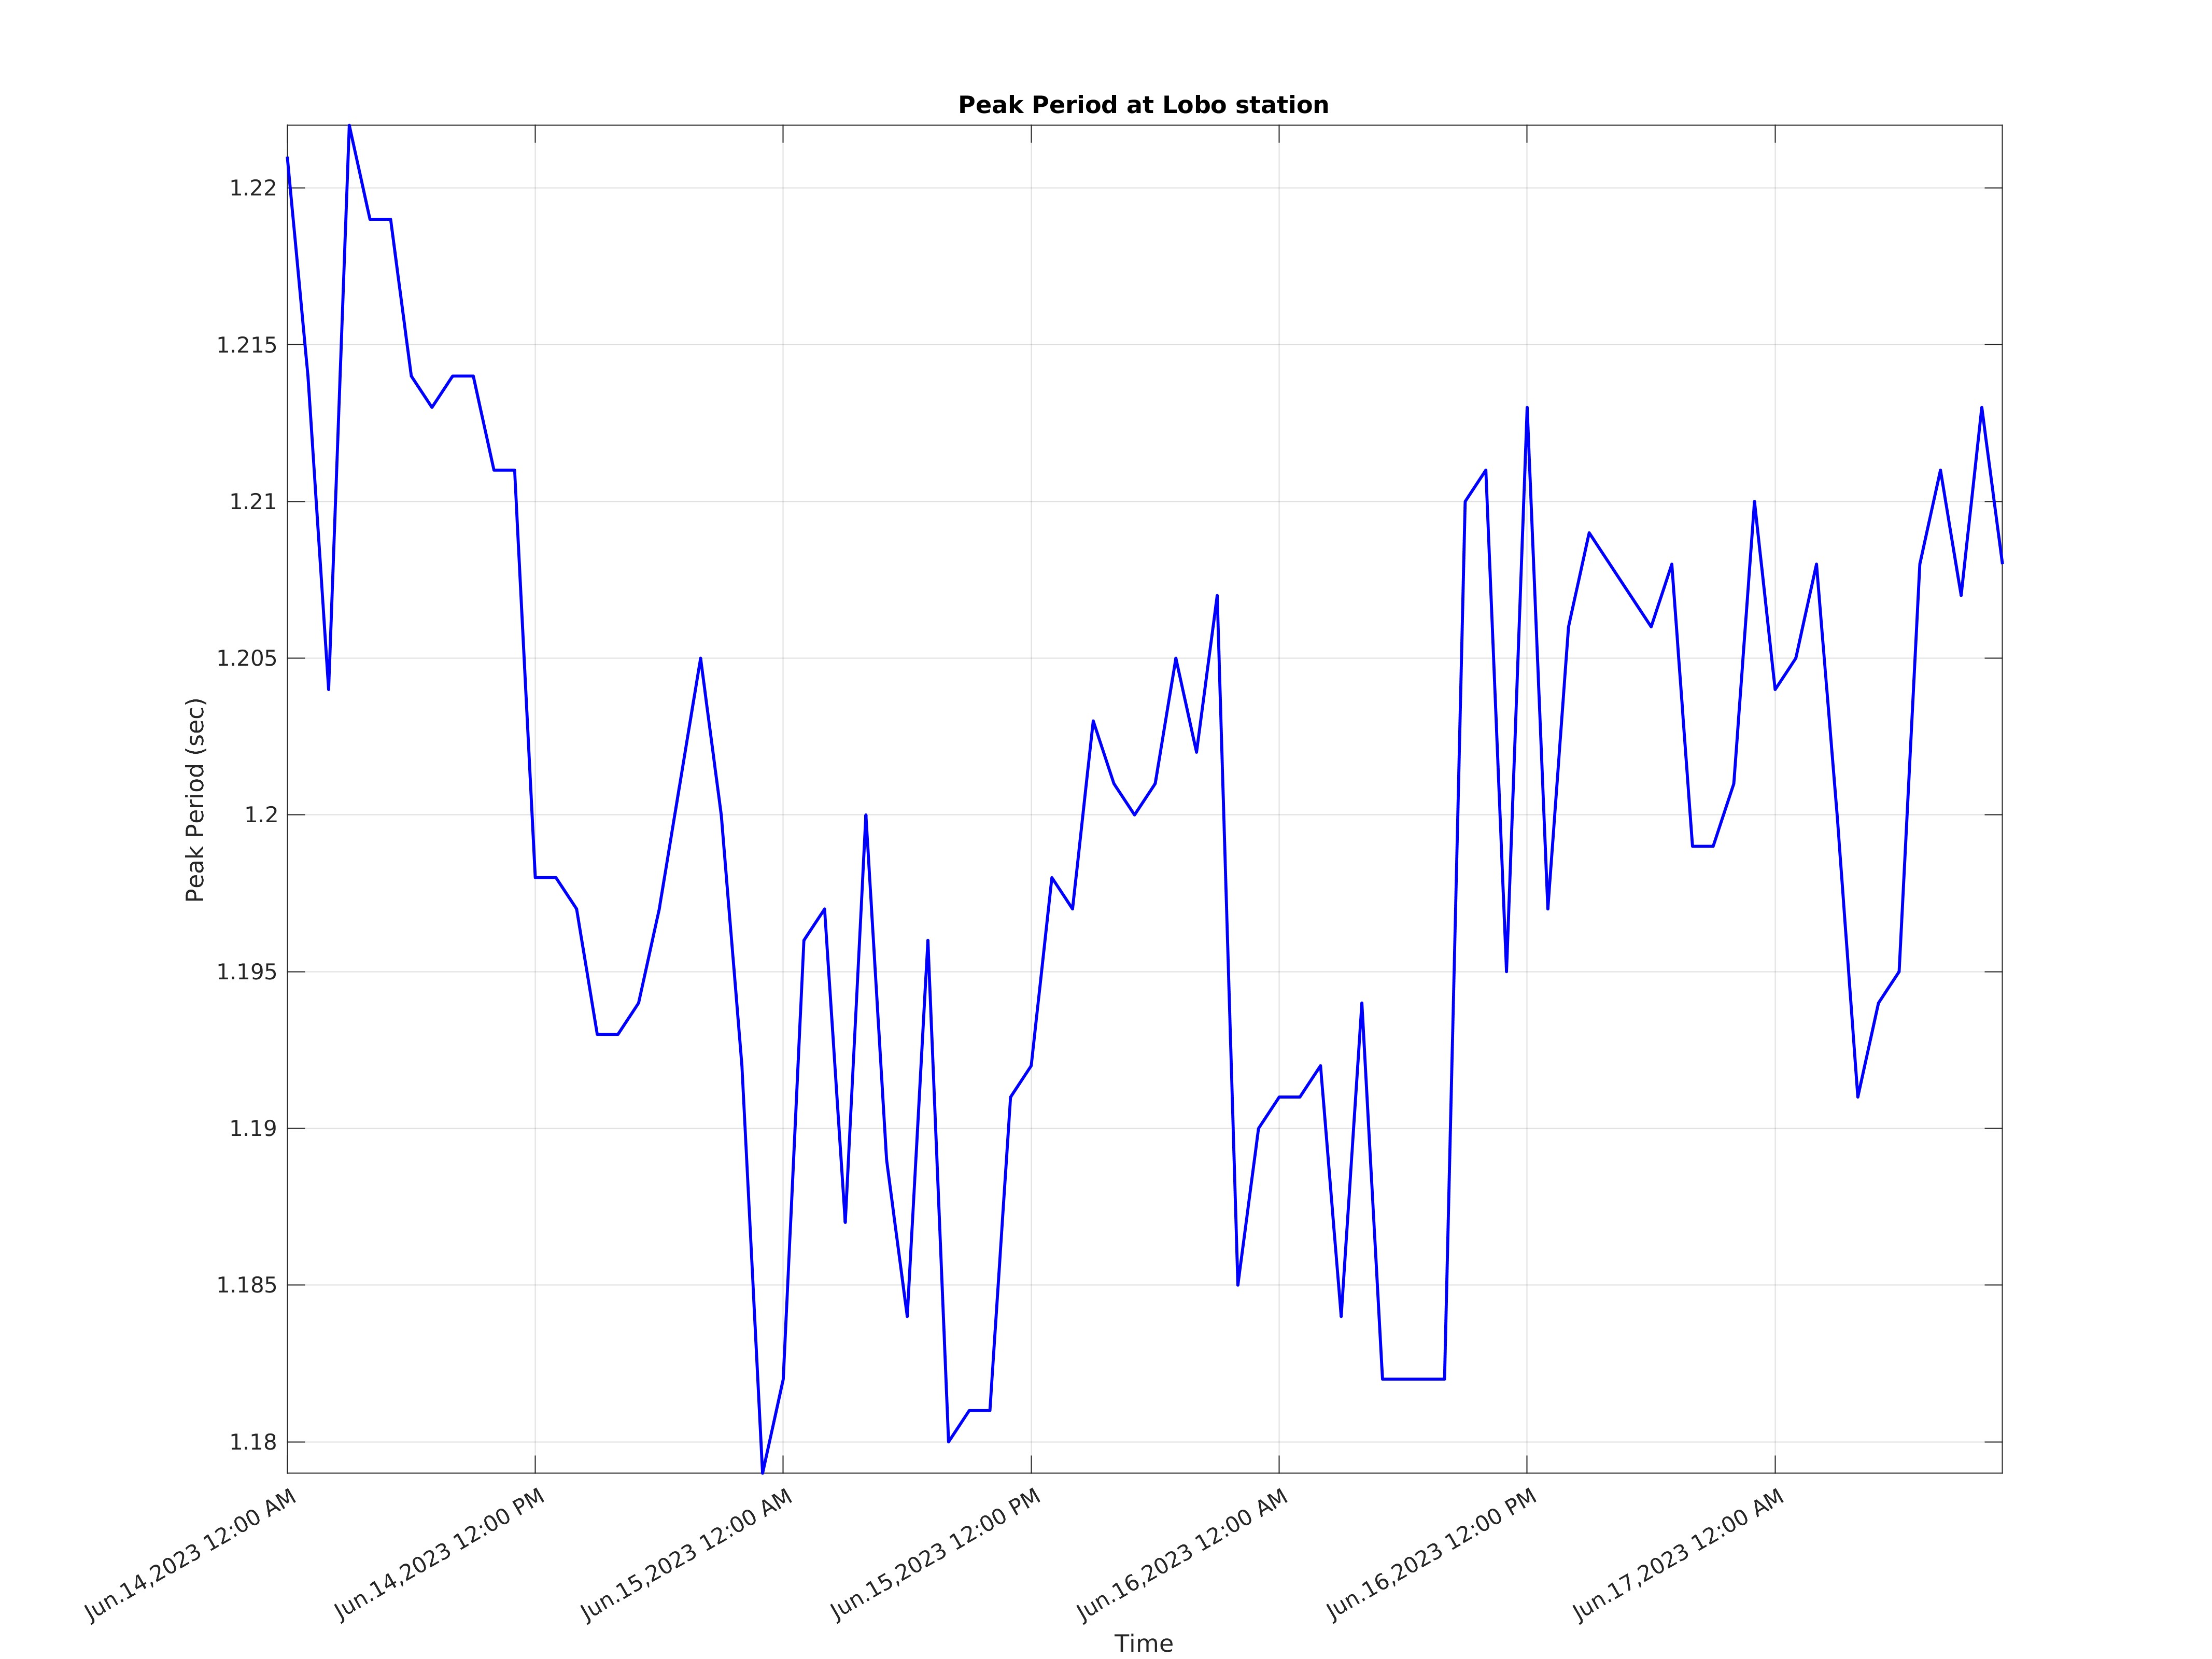 Peak Period at Lobo station
Peak Period (sec)
1.22
1.215
1.21
1.205
1.2
1.195
1.19
1.185
1.18
Jun.14,2023 12:00 AM
Jun.14,2023 12:00 PM
Jun.15,2023 12:00 AM
Jun.15,2023 12:00 PM
Jun.16,2023 12:00 AM
Jun.16,2023 12:00 PM
Jun.17,2023 12:00 AM
Time